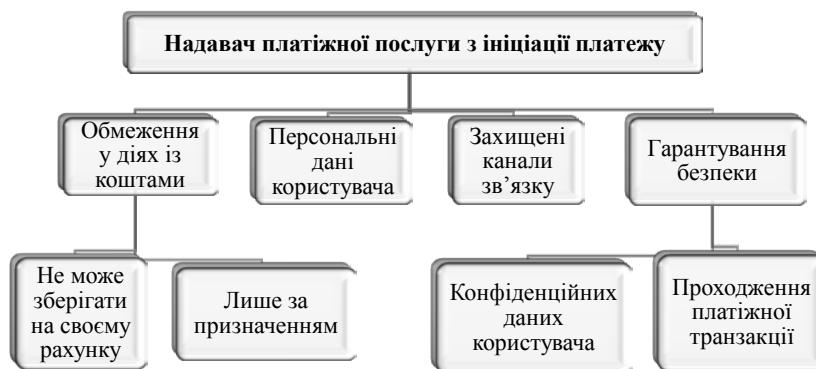 Надавач платіжної послуги з ініціації платежу
Обмеження
у діях із
коштами
Персональні
дані
користувача
Захищені
канали
зв’язку
Гарантування
безпеки
Не може
зберігати
на своєму
рахунку
Лише за
призначенням
Конфіденційних
даних
користувача
Проходження
платіжної
транзакції